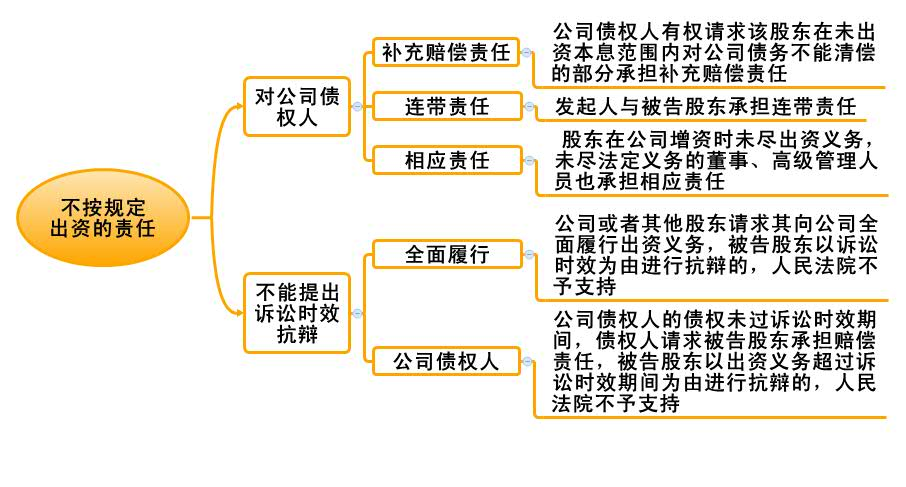 不按规定
出资的责任
对公司债
权人
补充赔偿责任
公司债权人有权请求该股东在未出
资本息范围内对公司债务不能清偿
的部分承担补充赔偿责任
连带责任
发起人与被告股东承担连带责任
相应责任
股东在公司增资时未尽出资义务，
未尽法定义务的董事、高级管理人
员也承担相应责任
不能提出
诉讼时效
抗辩
全面履行
公司或者其他股东请求其向公司全
面履行出资义务，被告股东以诉讼
时效为由进行抗辩的，人民法院不
予支持
公司债权人
公司债权人的债权未过诉讼时效期
间，债权人请求被告股东承担赔偿
责任，被告股东以出资义务超过诉
讼时效期间为由进行抗辩的，人民
法院不予支持